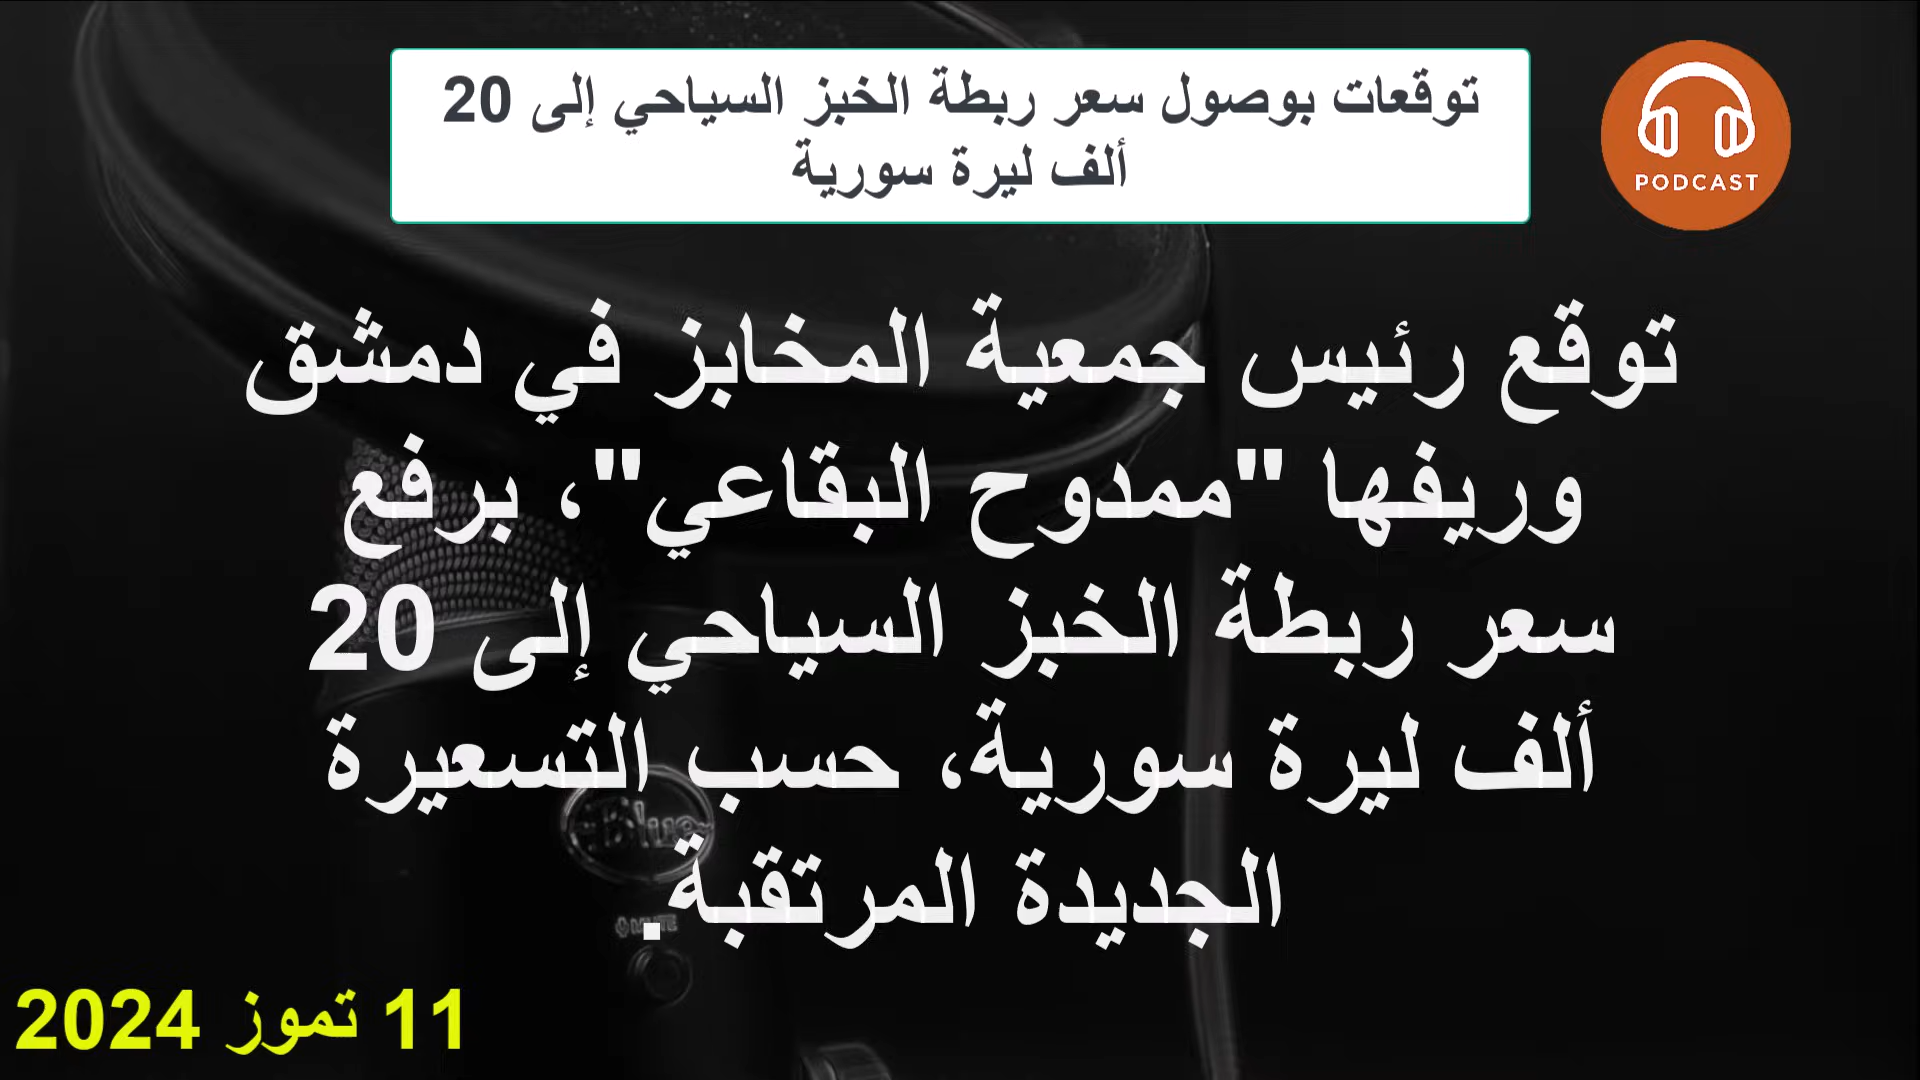 توقعات بوصول سعر ربطة الخبز السياحي إلى 20
ألف ليرة سورية
PODCAST
توقع رئيس جمعية المخابز في دمشق
وريفها "ممدوح البقاعي"، برفع
سعر ربطة الخبز السياحي إلى 20
ألف ليرة سورية، حسب التسعيرة
الجديدة المرتقبة.
Blue
MUTE
11 تموز 2024